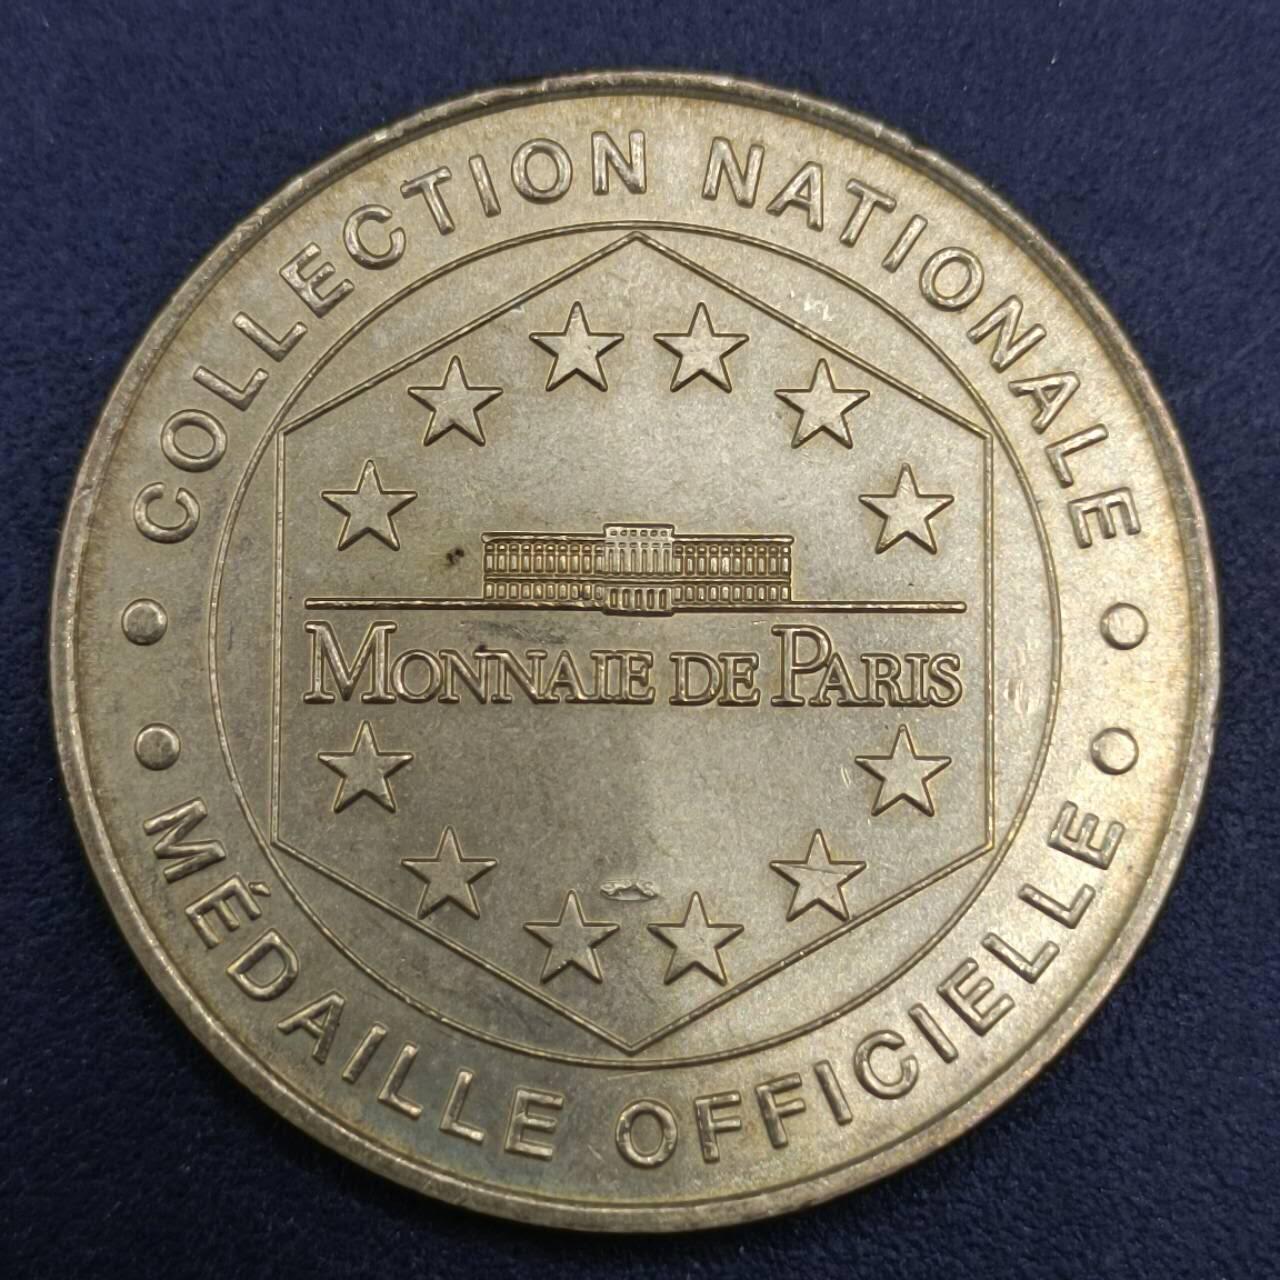 COLLECTION NATIONALE
MONNAIE DE PARIS
MÉDAILLE OFFICIELLE